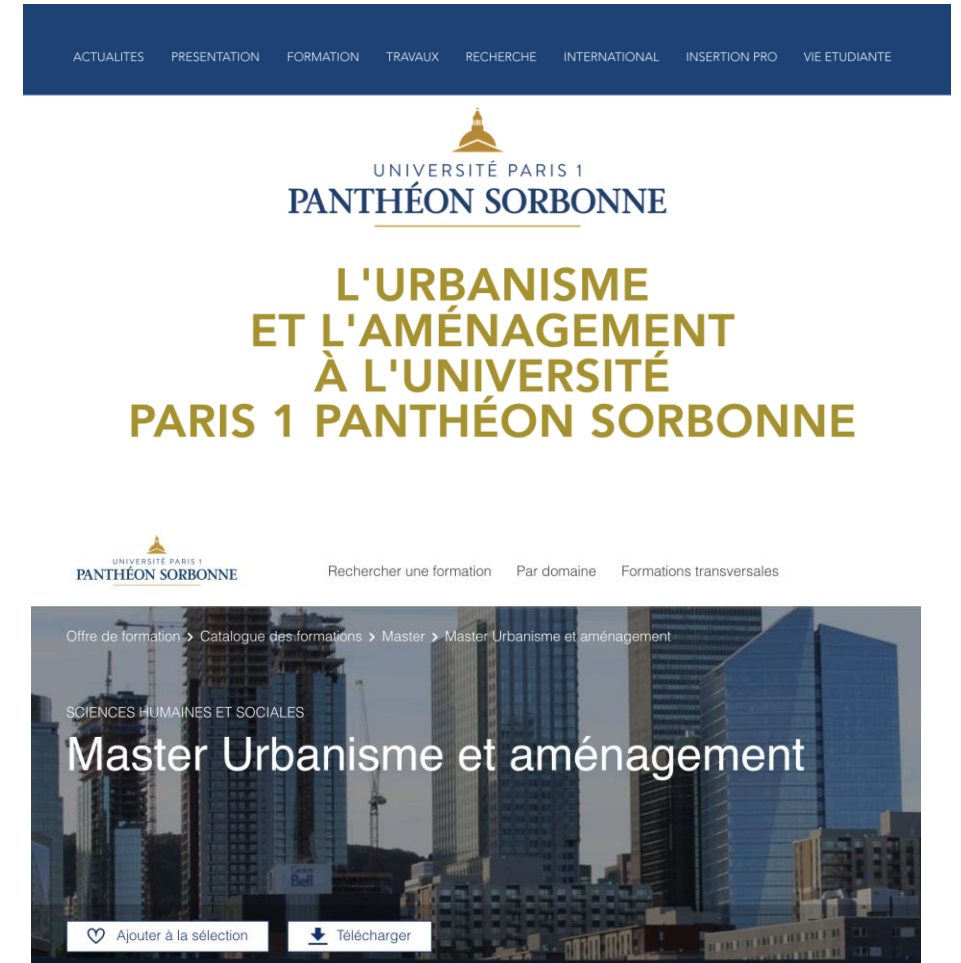 ACTUALITES PRESENTATION FORMATION TRAVAUX RECHERCHE INTERNATIONAL INSERTION PRO VIE ETUDIANTE
UNIVERSITÉ PARIS 1
PANTHÉON SORBONNE
L'URBANISME
ET L'AMÉNAGEMENT
À L'UNIVERSITÉ
PARIS 1 PANTHÉON SORBONNE
UNIVERSITÉ PARIS 1
PANTHÉON SORBONNE
Rechercher une formation Par domaine Formations transversales
Offre de formation > Catalogue des formations > Master > Master Urbanisme et aménagement
SCIENCES HUMAINES ET SOCIALES
Master Urbanisme et aménagement
Centre
Bell
Ajouter à la sélection Télécharger